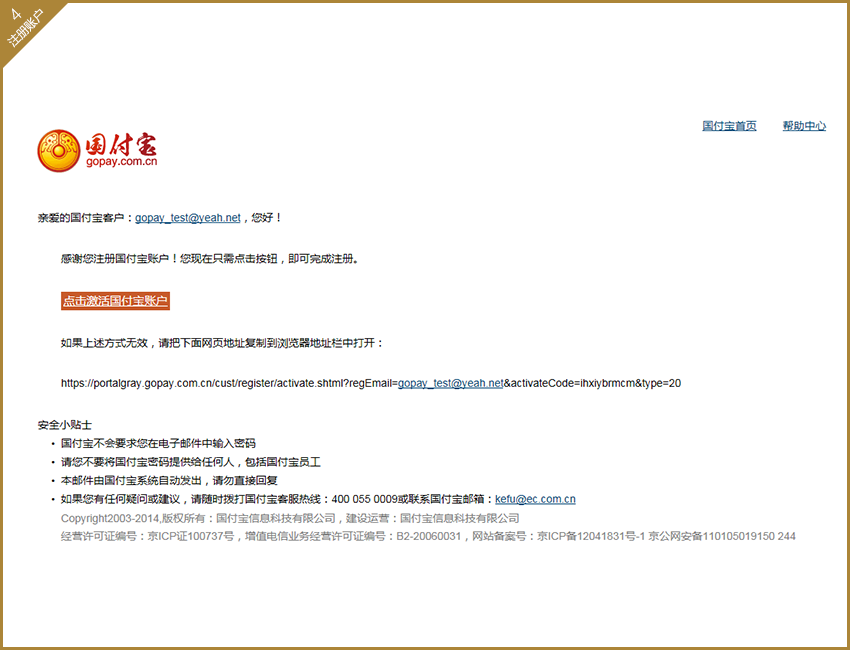 4
注册账户
国付宝首页 帮助中心
国付宝
gopay.com.cn
亲爱的国付宝客户：gopay_test@yeah.net，您好！
感谢您注册国付宝账户！您现在只需点击按钮，即可完成注册。
点击激活国付宝账户
如果上述方式无效，请把下面网页地址复制到浏览器地址栏中打开：
https://portalgray.gopay.com.cn/cust/register/activate.shtml?regEmail=gopay_test@yeah.net&activateCode=ihxiybrmcm&type=20
安全小贴士
• 国付宝不会要求您在电子邮件中输入密码
• 请您不要将国付宝密码提供给任何人，包括国付宝员工
• 本邮件由国付宝系统自动发出，请勿直接回复
• 如果您有任何疑问或建议，请随时拨打国付宝客服热线：400 055 0009或联系国付宝邮箱：kefu@ec.com.cn
Copyright2003-2014,版权所有：国付宝信息科技有限公司，建设运营：国付宝信息科技有限公司
经营许可证编号：京ICP证100737号，增值电信业务经营许可证编号：B2-20060031，网站备案号：京ICP备12041831号-1 京公网安备110105019150 244